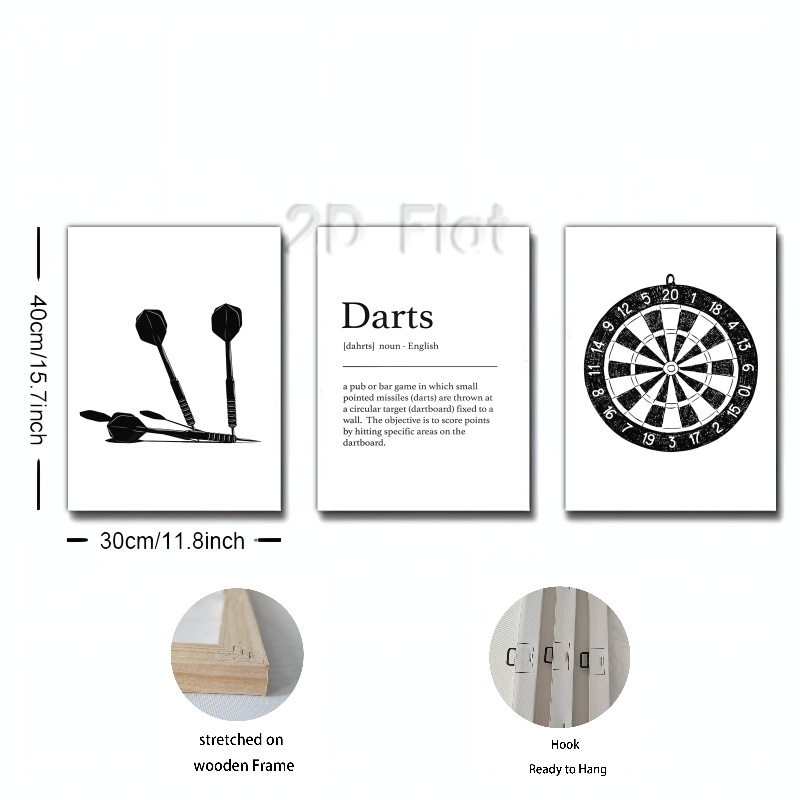 2D Flat
40cm/15.7inch
Darts
[dahrts] noun - English
a pub or bar game in which small
pointed missiles (darts) are thrown at
a circular target (dartboard) fixed to a
wall. The objective is to score points
by hitting specific areas on the
dartboard.
20 1 18 4 13 6 10 15 2 17 3 19 7 16 8 11 14 9 12 5
30cm/11.8inch
stretched on
wooden Frame
Hook
Ready to Hang